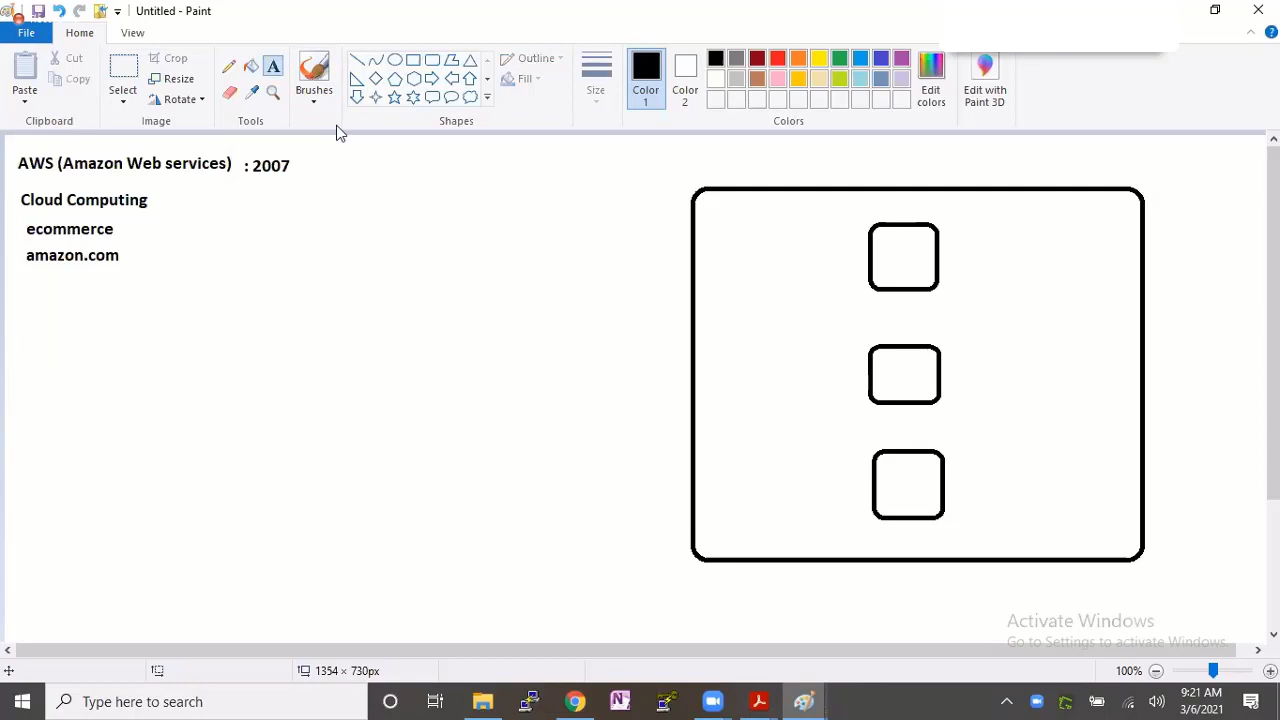 Untitled - Paint
File
Home
View
Paste
Cut
Copy
Clipboard
Select
Crop
Resize
Rotate
Image
A
Tools
Brushes
Outline
Fill
Shapes
Size
Color
1
Color
2
Edit
colors
Colors
Edit with
Paint 3D
AWS (Amazon Web services) : 2007
Cloud Computing
ecommerce
amazon.com
Activate Windows
Go to Settings to activate Windows.
1354 × 730px
100%
Type here to search
9:21 AM
3/6/2021